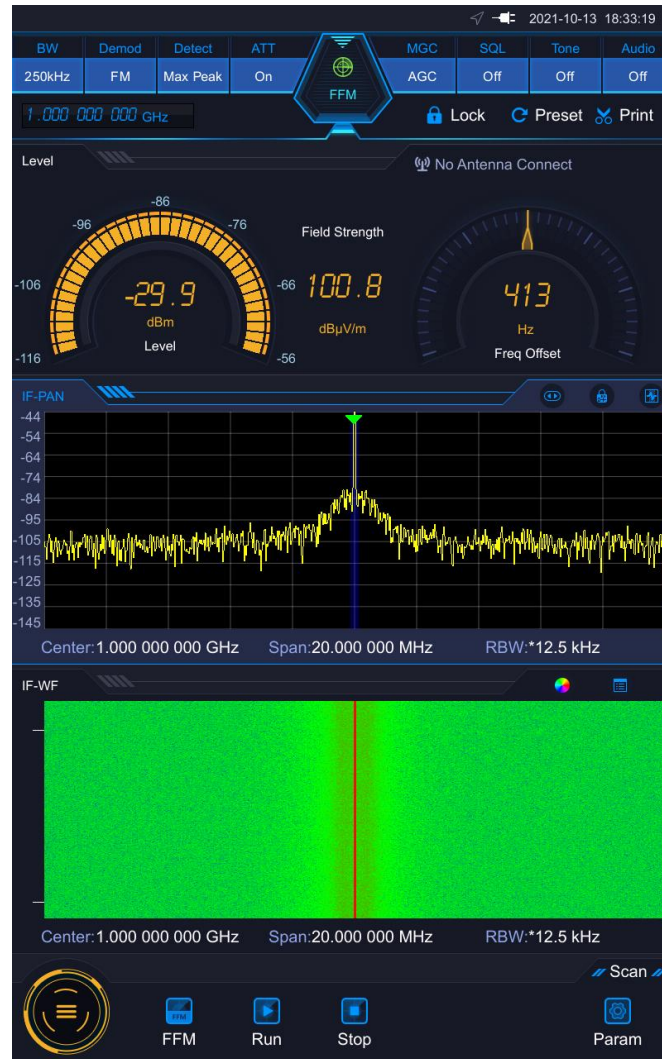 2021-10-13 18:33:19
BW Demod Detect ATT MGC SQL Tone Audio
250kHz FM Max Peak On FFM AGC Off Off Off
1.000 000 000 GHz Lock Preset Print
Level No Antenna Connect
-86
-96 -76
Field Strength
-106 -29.9 -66 100.8 413
dBm dBµV/m Hz
Level Freq Offset
-116 -56
IF-PAN
-44
-54
-64
-74
-84
-95
-105
-115
-125
-135
-145
Center:1.000 000 000 GHz Span:20.000 000 MHz RBW:*12.5 kHz
IF-WF
Center:1.000 000 000 GHz Span:20.000 000 MHz RBW:*12.5 kHz
Scan
FFM
FFM Run Stop Param